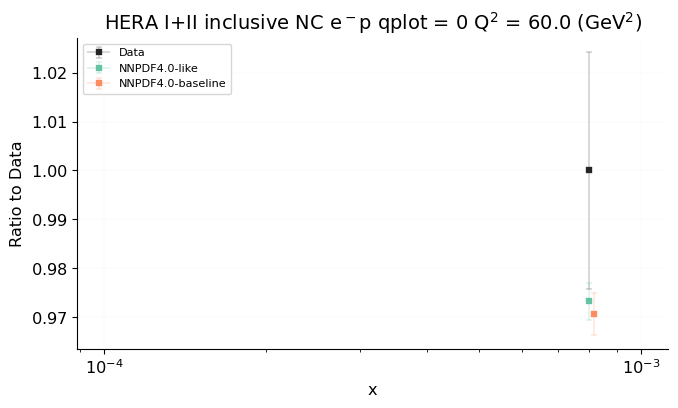 HERA I+II inclusive NC e⁻p qplot = 0 Q² = 60.0 (GeV²)
Data
NNPDF4.0-like
NNPDF4.0-baseline
Ratio to Data
1.02
1.01
1.00
0.99
0.98
0.97
10⁻⁴
10⁻³
x